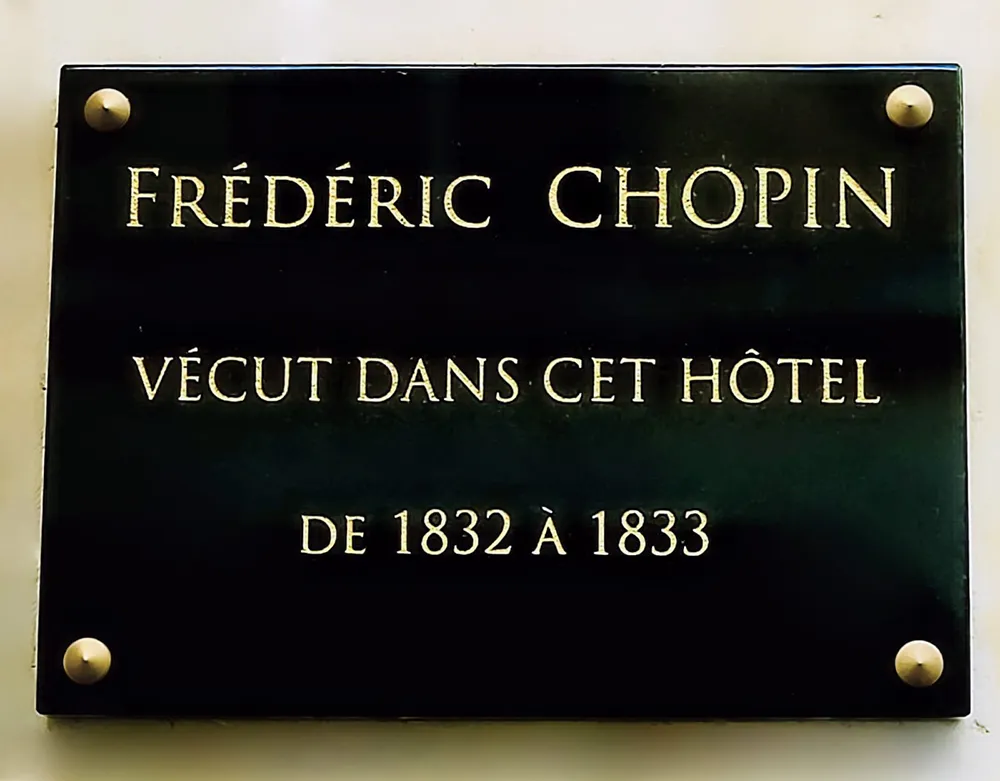 FRÉDÉRIC CHOPIN
VÉCUT DANS CET HÔTEL
DE 1832 À 1833